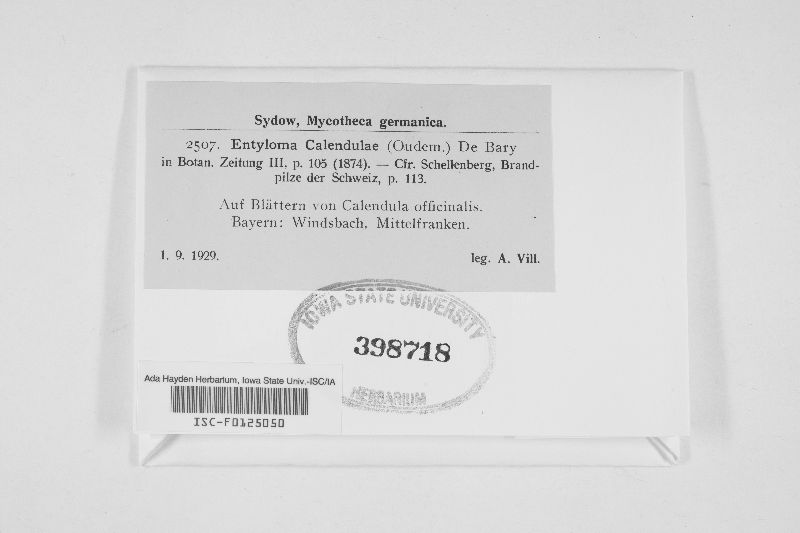 Sydow, Mycotheca germanica.
2507. Entyloma Calendulae (Oudem.) De Bary
in Botan. Zeitung III, p. 105 (1874). — Cfr. Schellenberg, Brand-
pilze der Schweiz, p. 113.
Auf Blättern von Calendula officinalis.
Bayern: Windsbach, Mittelfranken.
1. 9. 1929. leg. A. Vill.
IOWA STATE UNIVERSITY
398718
HERBARIUM
Ada Hayden Herbarium, Iowa State Univ.-ISC/IA
ISC-F0125050